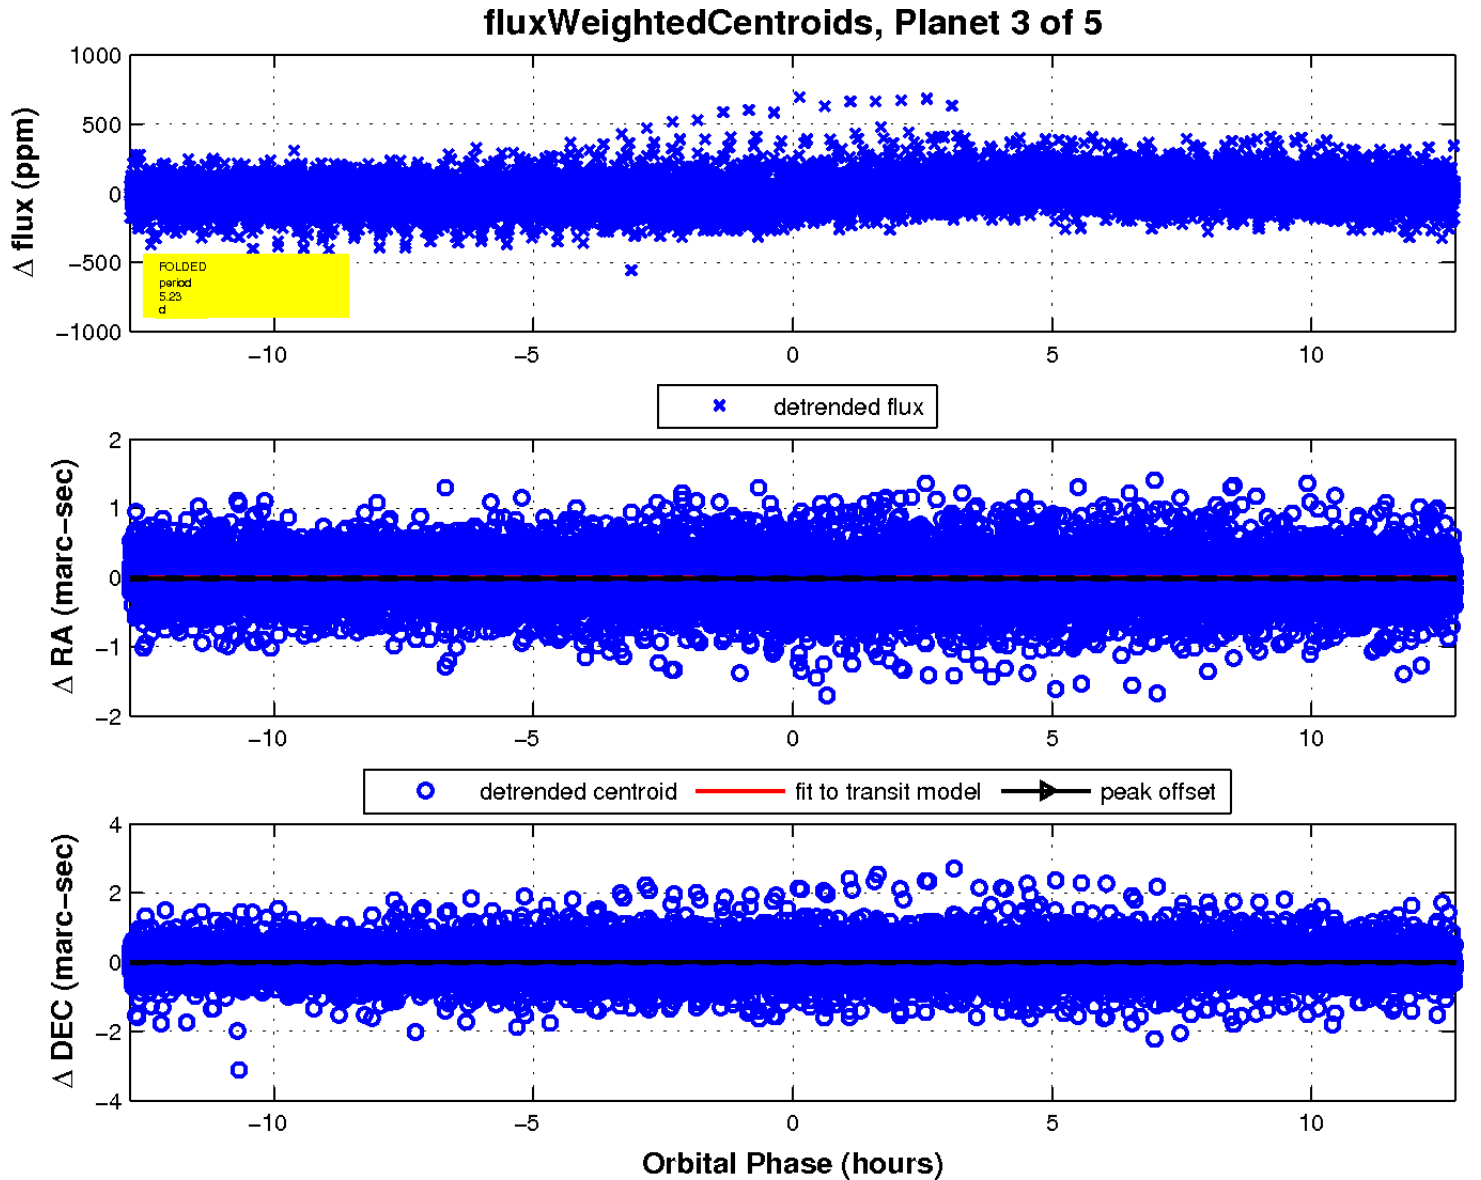 fluxWeightedCentroids, Planet 3 of 5
Δ flux (ppm)
1000
500
0
−500
−1000
FOLDED
period
5.23
d
−10 −5 0 5 10
detrended flux
Δ RA (marc−sec)
2
1
0
−1
−2
−10 −5 0 5 10
detrended centroid fit to transit model peak offset
Δ DEC (marc−sec)
4
2
0
−2
−4
−10 −5 0 5 10
Orbital Phase (hours)